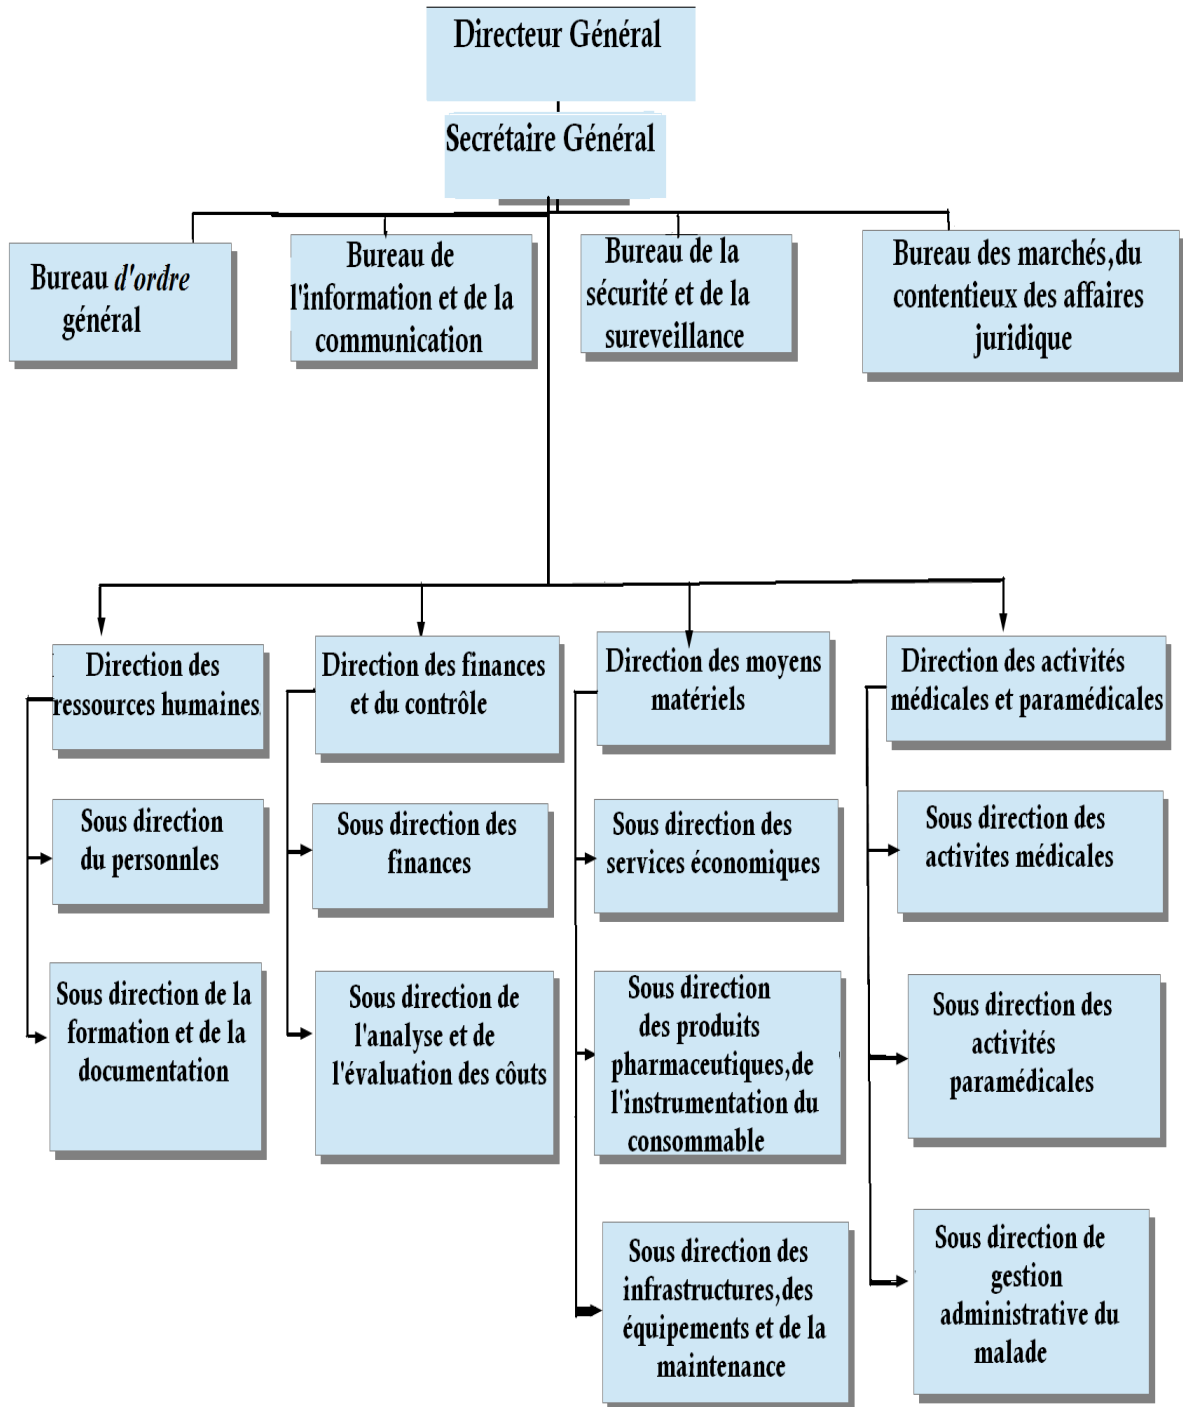 Directeur Général
Secrétaire Général
Bureau d'ordre
général
Bureau de
l'information et de la
communication
Bureau de la
sécurité et de la
sureveillance
Bureau des marchés,du
contentieux des affaires
juridique
Direction des
ressources humaines
Direction des finances
et du contrôle
Direction des moyens
matériels
Direction des activités
médicales et paramédicales
Sous direction
du personnles
Sous direction des
finances
Sous direction des
services économiques
Sous direction des
activites médicales
Sous direction de la
formation et de la
documentation
Sous direction de
l'analyse et de
l'évaluation des côuts
Sous direction
des produits
pharmaceutiques,de
l'instrumentation du
consommable
Sous direction des
activités
paramédicales
Sous direction des
infrastructures,des
équipements et de la
maintenance
Sous direction de
gestion
administrative du
malade